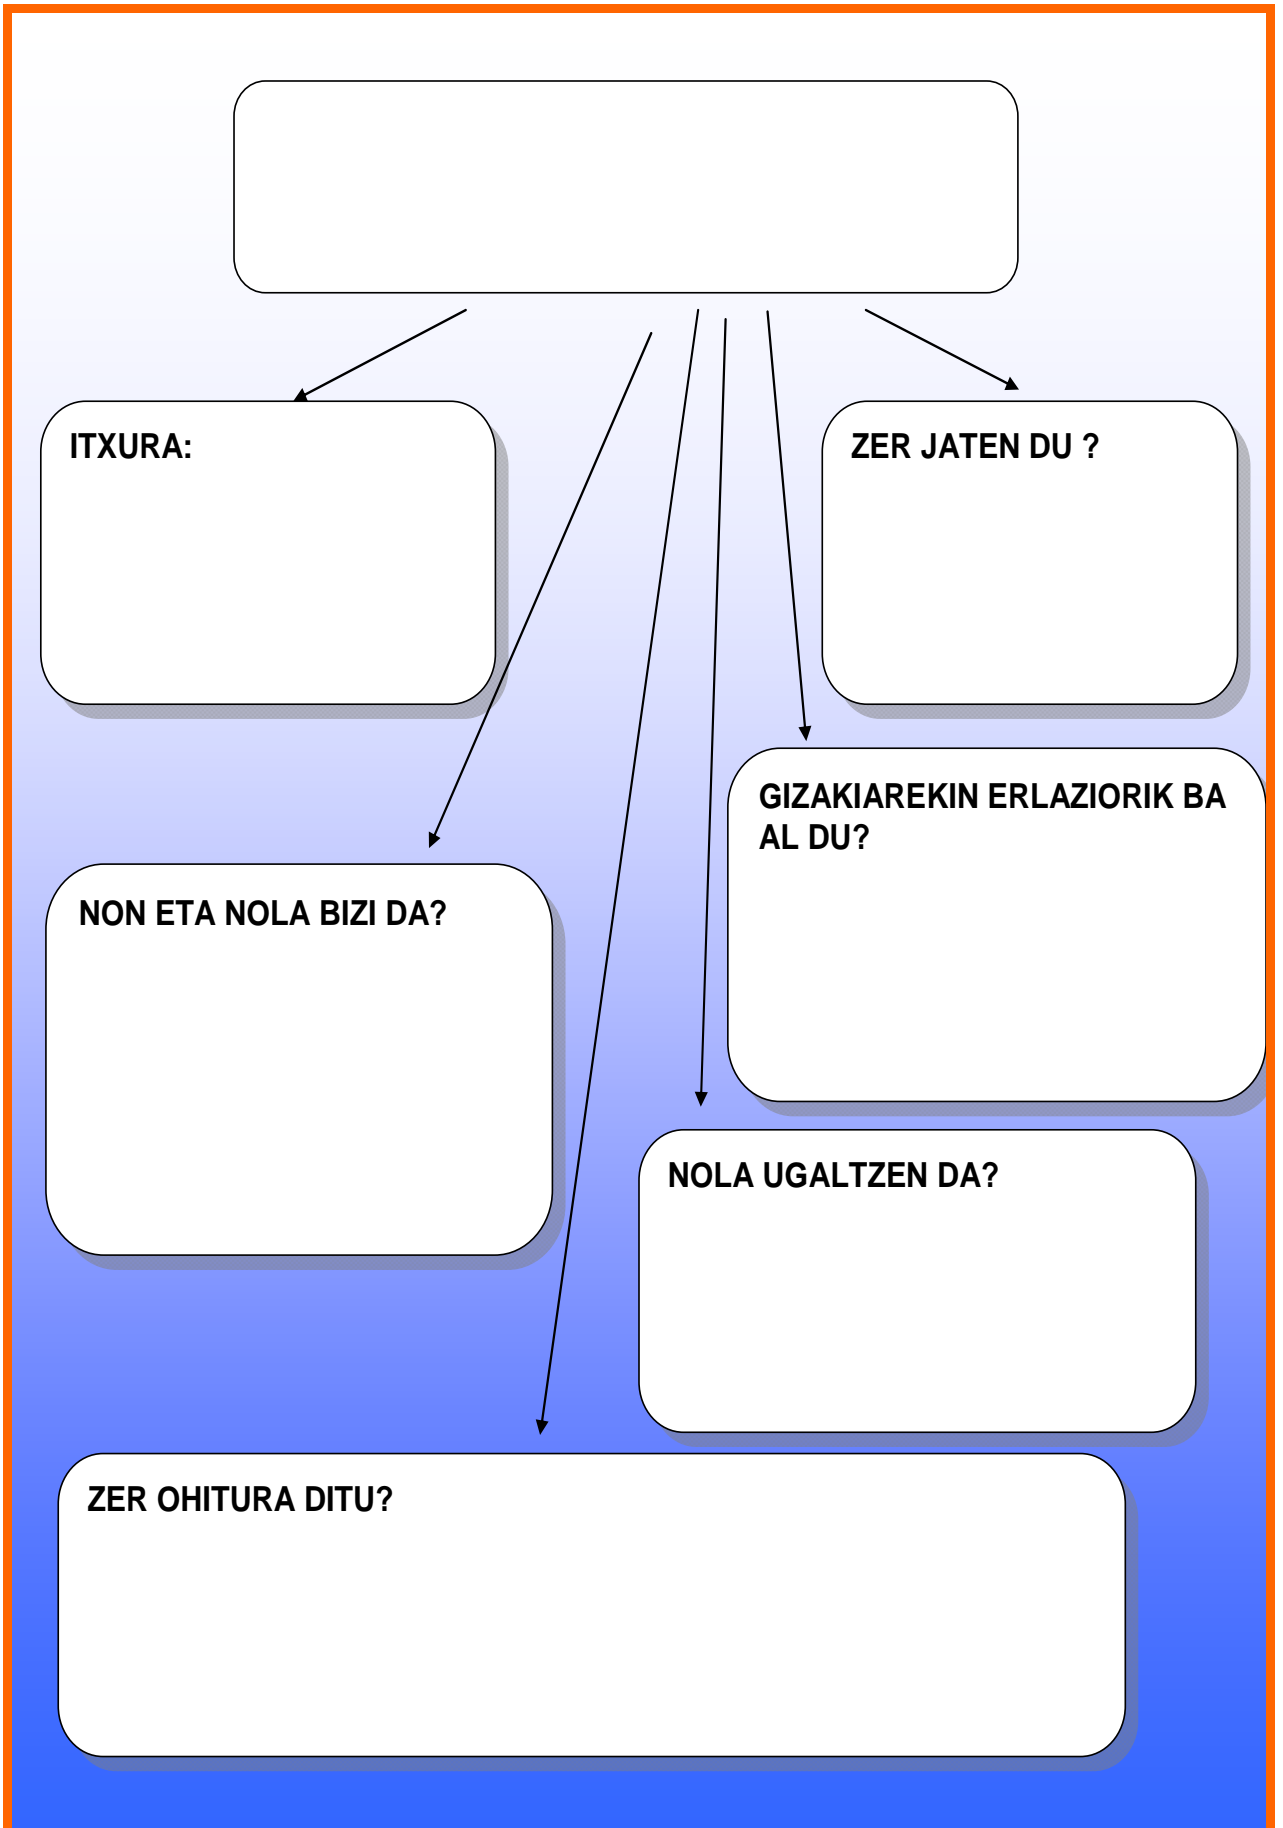 ITXURA:
ZER JATEN DU ?
GIZAKIAREKIN ERLAZIORIK BA
AL DU?
NON ETA NOLA BIZI DA?
NOLA UGALTZEN DA?
ZER OHITURA DITU?